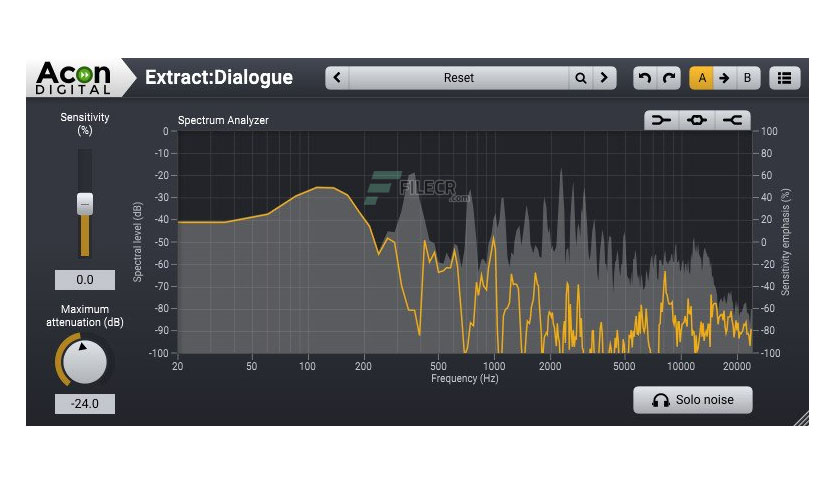 Acon
DIGITAL
Extract:Dialogue
Reset
A
B
Sensitivity
(%)
0.0
Maximum
attenuation (dB)
-24.0
Spectrum Analyzer
Spectral level (dB)
0
-10
-20
-30
-40
-50
-60
-70
-80
-90
-100
FILECR
.com
100
80
60
40
20
0
-20
-40
-60
-80
-100
Sensitivity emphasis (%)
20 50 100 200 500 1000 2000 5000 10000 20000
Frequency (Hz)
Solo noise